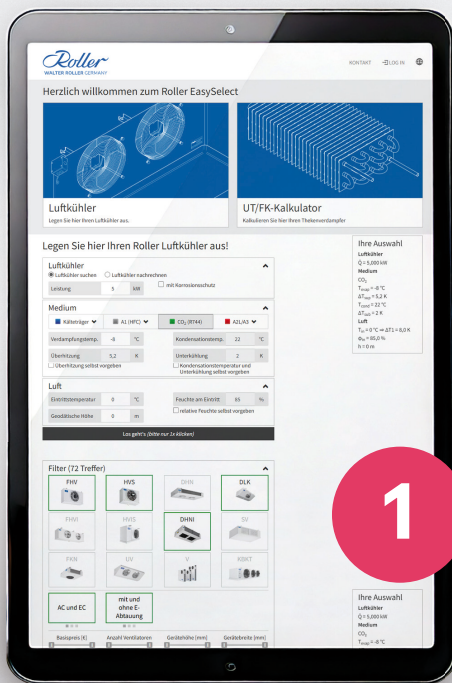 Roller
WALTER ROLLER GERMANY
KONTAKT LOG IN
Herzlich willkommen zum Roller EasySelect
Luftkühler
Legen Sie hier Ihren Luftkühler aus.
UT/FK-Kalkulator
Kalkulieren Sie hier Ihren Thekenverdampfer
Legen Sie hier Ihren Roller Luftkühler aus!
Luftkühler
Luftkühler suchen Luftkühler nachrechnen
Leistung 5 kW mit Korrosionsschutz
Medium
Kälteträger A1 (HFC) CO₂ (R744) A2L/A3
Verdampfungstemp. -8 °C Kondensationstemp. 22 °C
Überhitzung 5,2 K Unterkühlung 2 K
Überhitzung selbst vorgeben
Kondensationstemperatur und
Unterkühlung selbst vorgeben
Luft
Eintrittstemperatur 0 °C Feuchte am Eintritt 85 %
relative Feuchte selbst vorgeben
Geodätische Höhe 0 m
Los geht's (bitte nur 1x klicken)
Ihre Auswahl
Luftkühler
Q̇ = 5,000 kW
Medium
CO₂
= -8 °C
= 5,2 K
= 22 °C
= 2 K
Luft
= 0 °C ⇒ ΔT1 = 8,0 K
= 85,0 %
h = 0 m
Filter (72 Treffer)
FHV HVS DHN DLK
FHVI HVIS DHNI SV
FKN UV V KBKT
AC und EC
mit und
ohne E-
Abtauung
Basispreis [€] Anzahl Ventilatoren Gerätehöhe [mm] Gerätebreite [mm]
1
Ihre Auswahl
Luftkühler
Q̇ = 5,000 kW
Medium
CO₂
= -8 °C